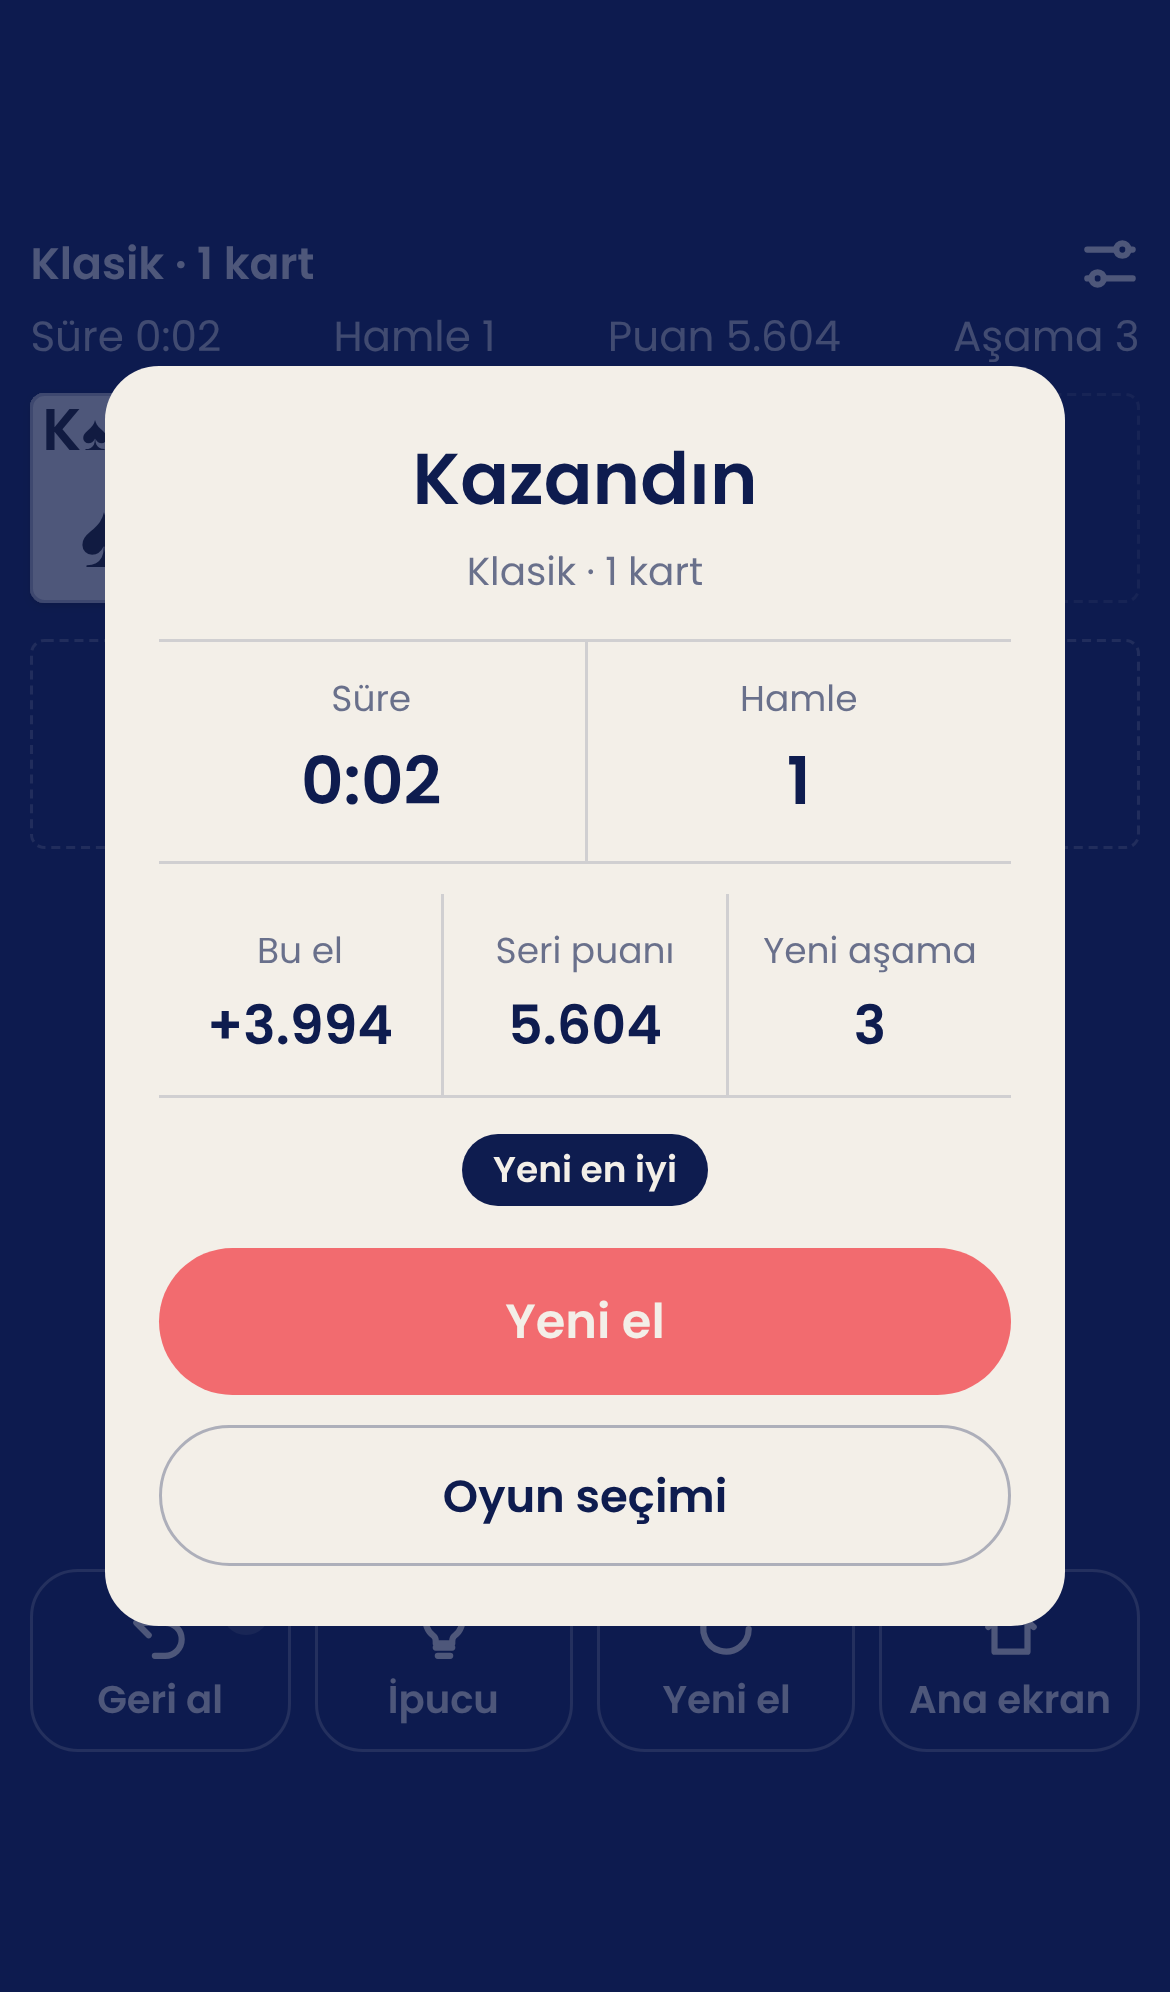 Klasik · 1 kart
Süre 0:02 Hamle 1 Puan 5.604 Aşama 3
K♠
Kazandın
Klasik · 1 kart
Süre Hamle
0:02 1
Bu el Seri puanı Yeni aşama
+3.994 5.604 3
Yeni en iyi
Yeni el
Oyun seçimi
Geri al İpucu Yeni el Ana ekran